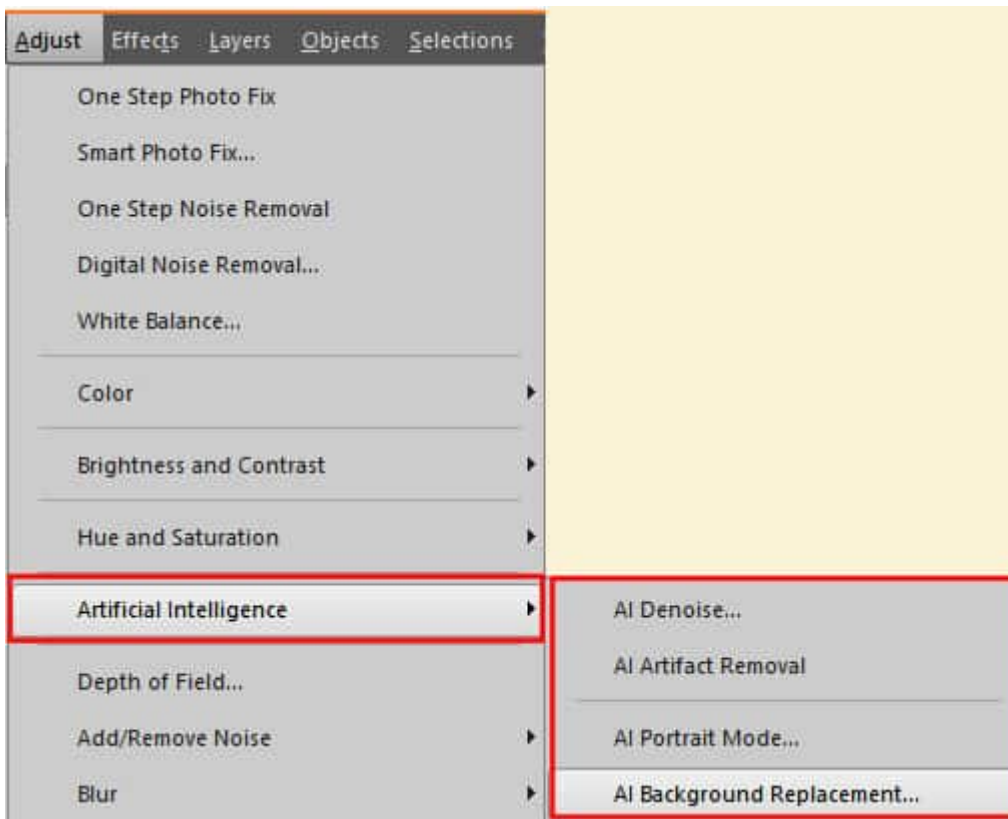 Adjust Effects Layers Objects Selections
One Step Photo Fix
Smart Photo Fix...
One Step Noise Removal
Digital Noise Removal...
White Balance...
Color
Brightness and Contrast
Hue and Saturation
Artificial Intelligence
Depth of Field...
Add/Remove Noise
Blur
AI Denoise...
AI Artifact Removal
AI Portrait Mode...
AI Background Replacement...